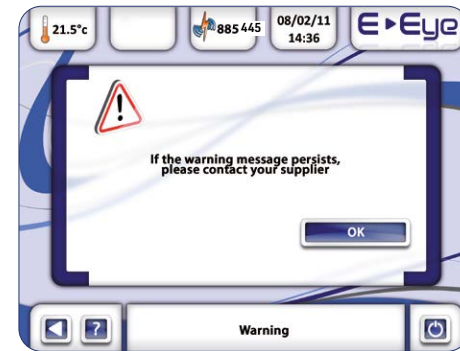 21.5°c
885 445
08/02/11
14:36
E▸Eye
!
If the warning message persists,
please contact your supplier
OK
?
Warning